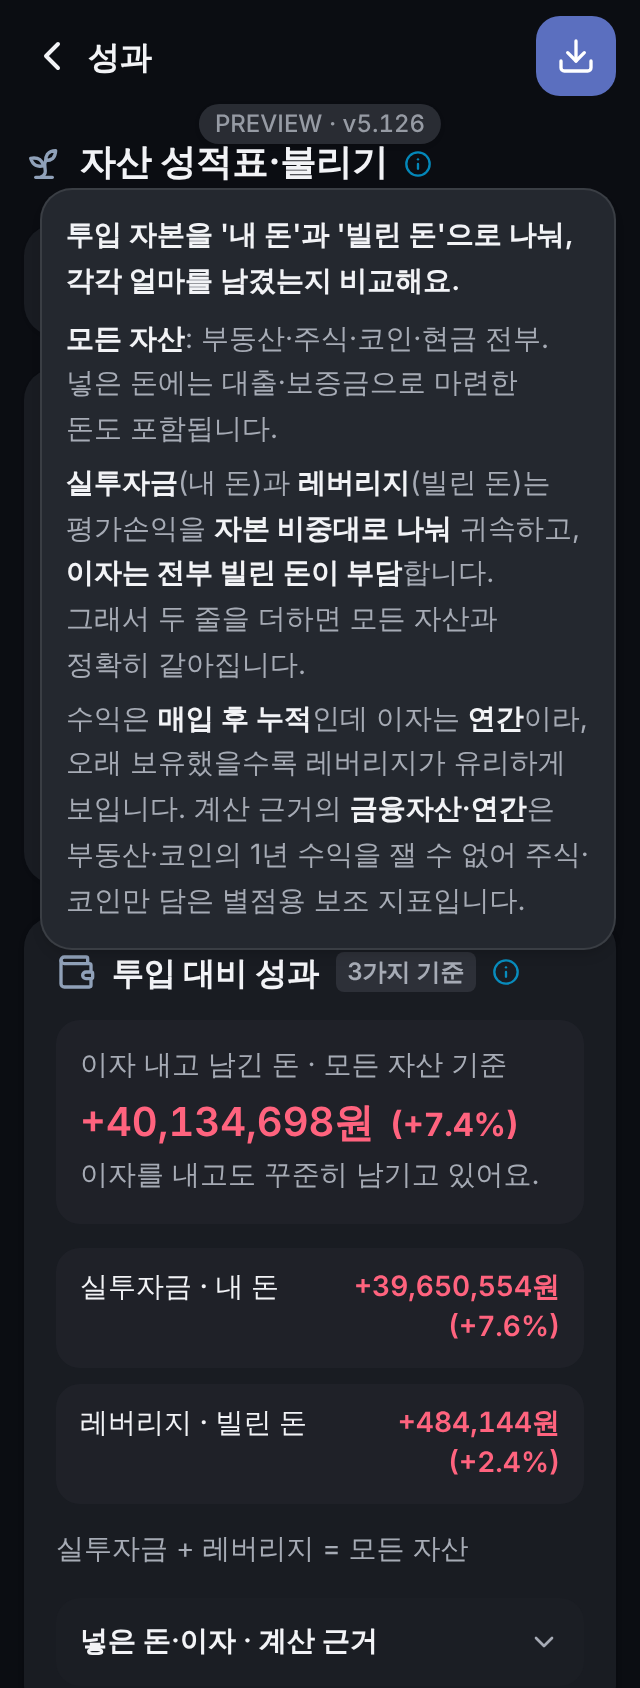 성과
PREVIEW · v5.126
자산 성적표·불리기
투입 자본을 '내 돈'과 '빌린 돈'으로 나눠,
각각 얼마를 남겼는지 비교해요.
모든 자산: 부동산·주식·코인·현금 전부.
넣은 돈에는 대출·보증금으로 마련한
돈도 포함됩니다.
실투자금(내 돈)과 레버리지(빌린 돈)는
평가손익을 자본 비중대로 나눠 귀속하고,
이자는 전부 빌린 돈이 부담합니다.
그래서 두 줄을 더하면 모든 자산과
정확히 같아집니다.
수익은 매입 후 누적인데 이자는 연간이라,
오래 보유했을수록 레버리지가 유리하게
보입니다. 계산 근거의 금융자산·연간은
부동산·코인의 1년 수익을 잴 수 없어 주식·
코인만 담은 별점용 보조 지표입니다.
투입 대비 성과 3가지 기준
이자 내고 남긴 돈 · 모든 자산 기준
+40,134,698원 (+7.4%)
이자를 내고도 꾸준히 남기고 있어요.
실투자금 · 내 돈 +39,650,554원
(+7.6%)
레버리지 · 빌린 돈 +484,144원
(+2.4%)
실투자금 + 레버리지 = 모든 자산
넣은 돈·이자 · 계산 근거